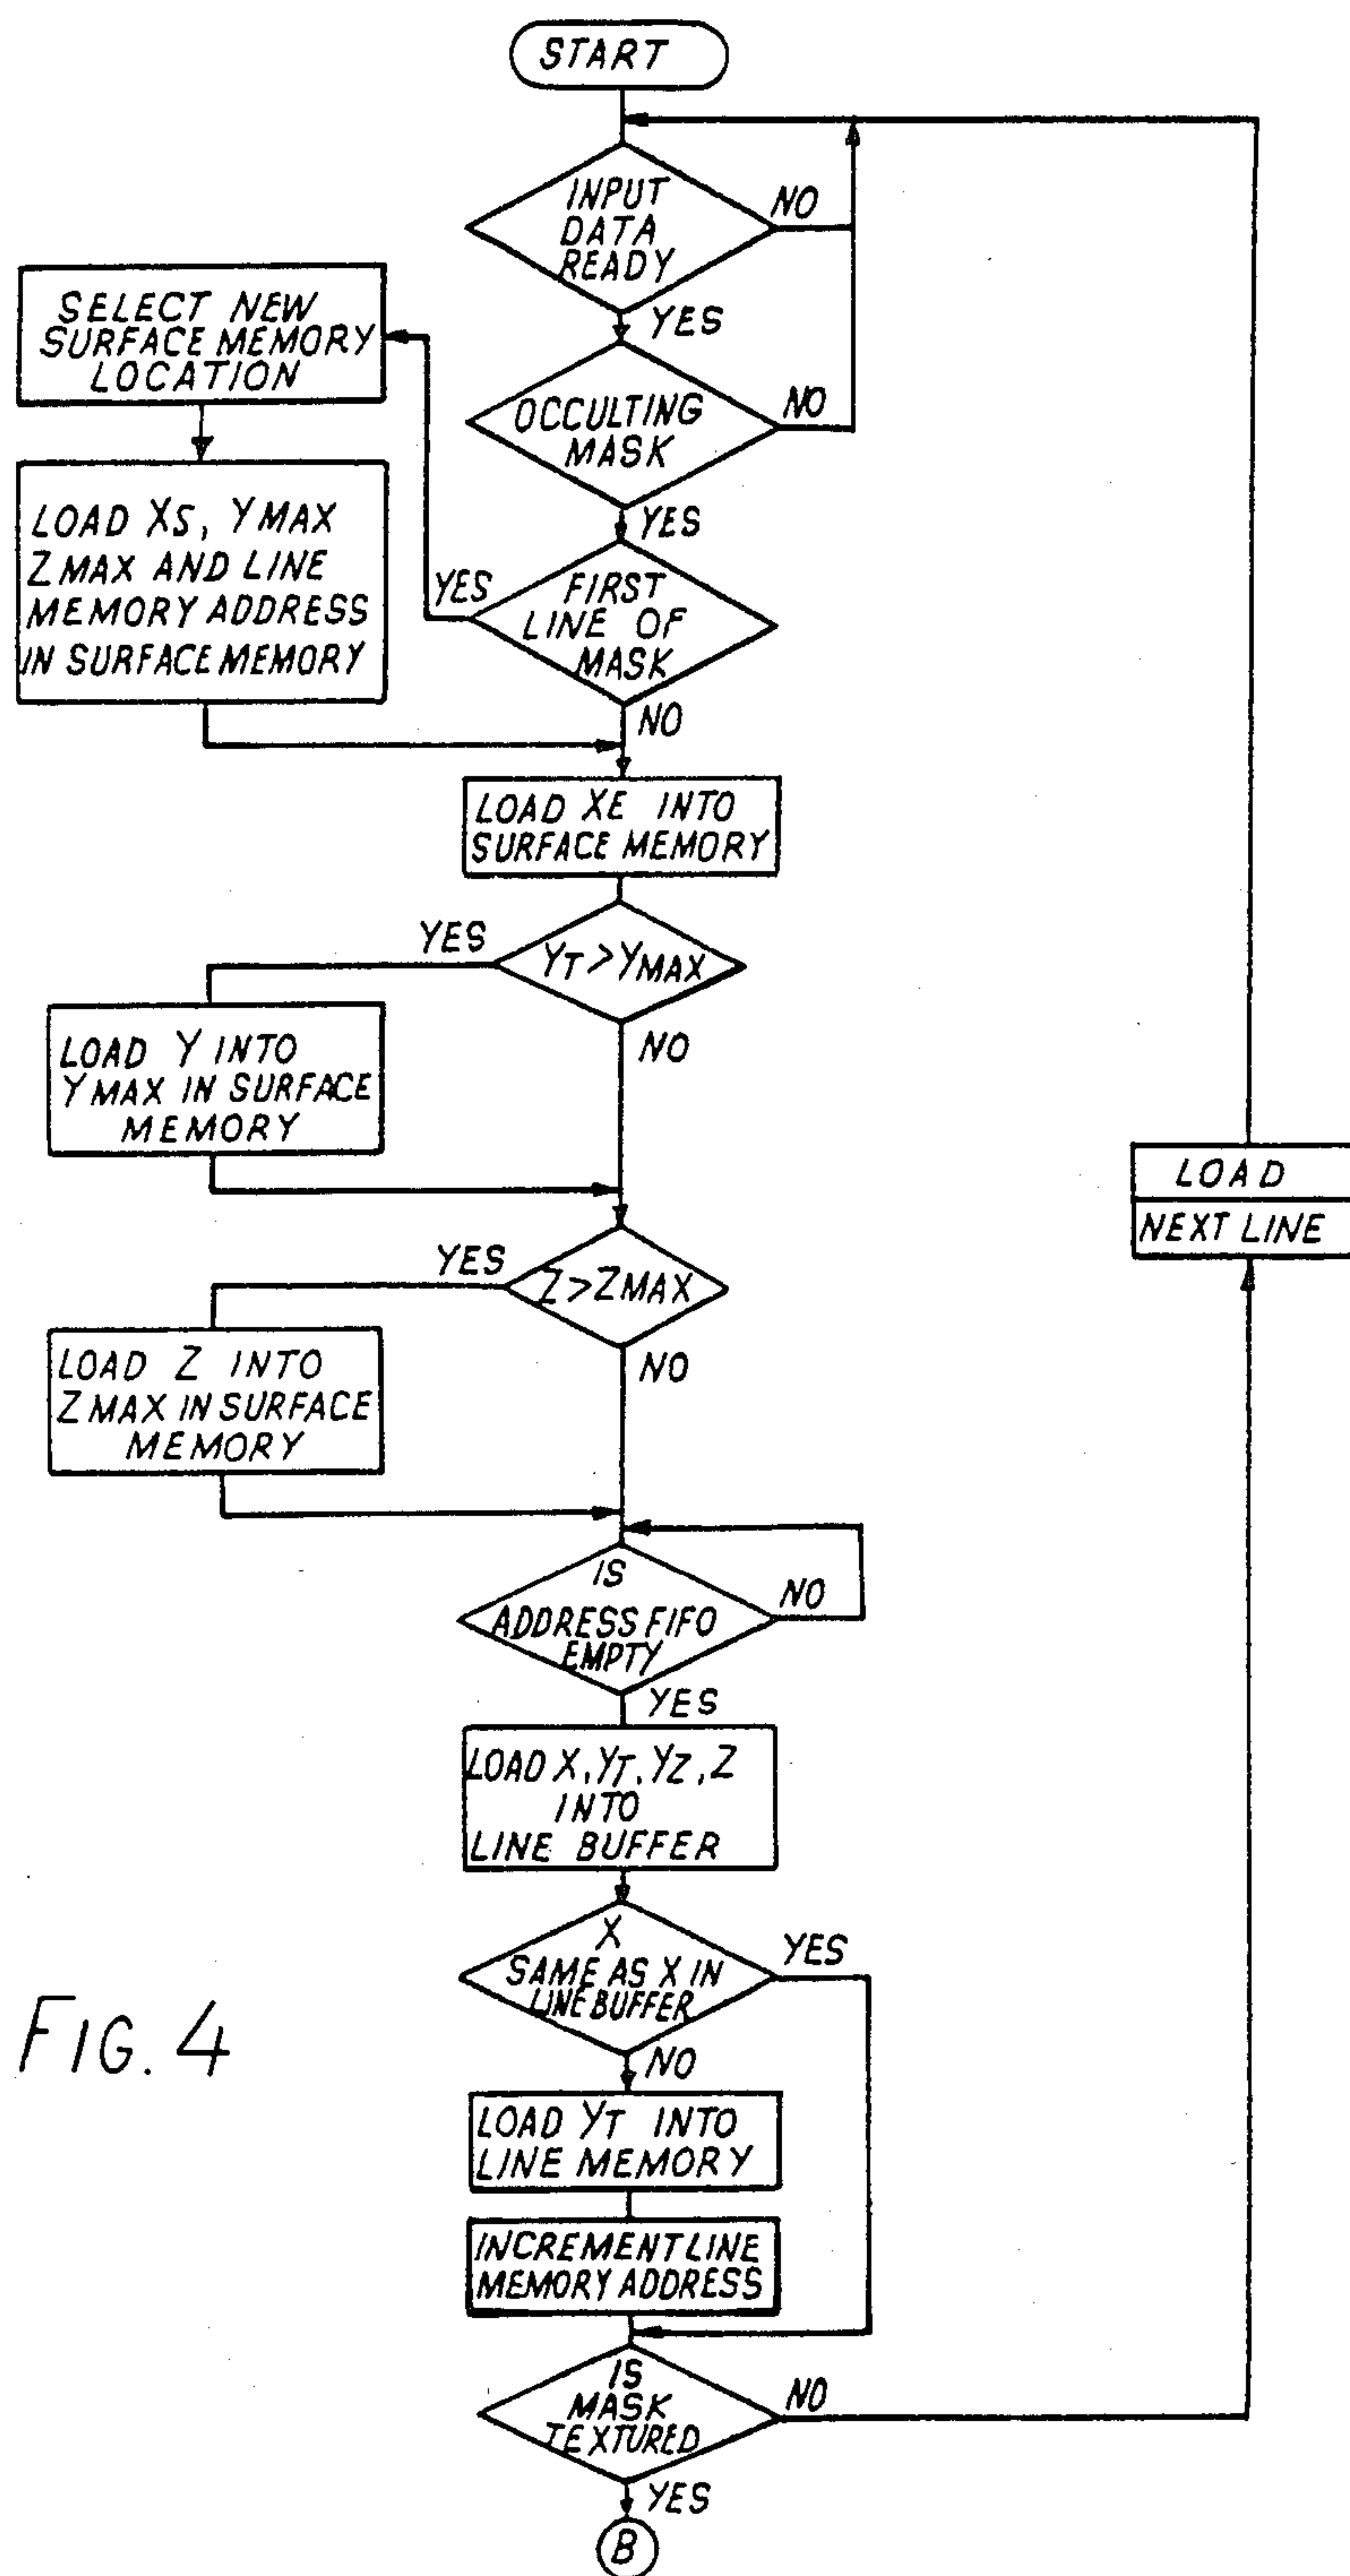 START
INPUT
DATA
READY
NO
YES
SELECT NEW
SURFACE MEMORY
LOCATION
OCCULTING
MASK
NO
YES
LOAD XS, YMAX
ZMAX AND LINE
MEMORY ADDRESS
IN SURFACE MEMORY
YES
FIRST
LINE OF
MASK
NO
LOAD XE INTO
SURFACE MEMORY
YES
YT>YMAX
NO
LOAD Y INTO
YMAX IN SURFACE
MEMORY
LOAD
NEXT LINE
YES
Z>ZMAX
NO
LOAD Z INTO
ZMAX IN SURFACE
MEMORY
IS
ADDRESS FIFO
EMPTY
NO
YES
LOAD X, YT, YZ, Z
INTO
LINE BUFFER
X
SAME AS X IN
LINE BUFFER
YES
NO
FIG. 4
LOAD YT INTO
LINE MEMORY
INCREMENT LINE
MEMORY ADDRESS
IS
MASK
TEXTURED
NO
YES
B